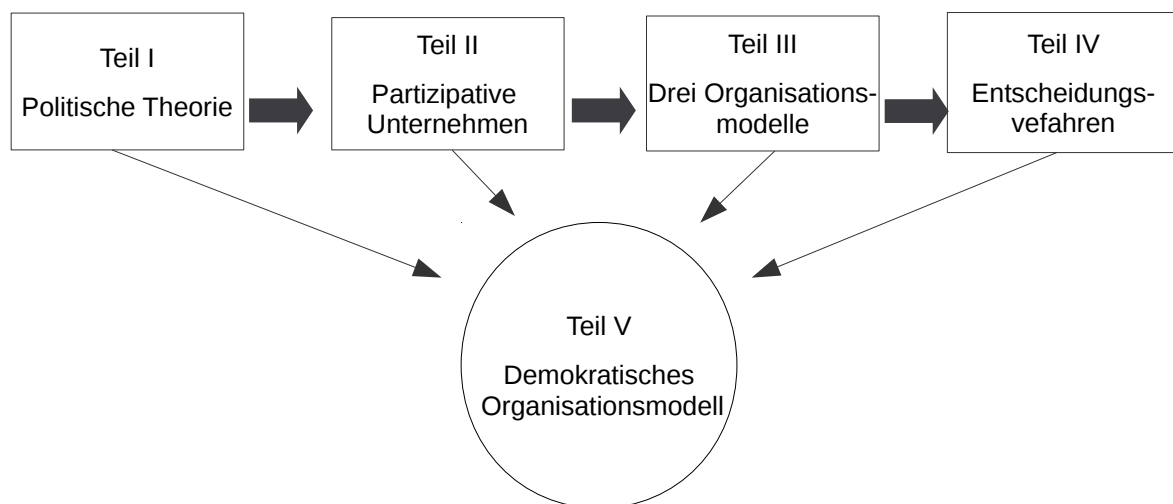 Teil I
Politische Theorie
Teil II
Partizipative
Unternehmen
Teil III
Drei Organisations-
modelle
Teil IV
Entscheidungs-
vefahren
Teil V
Demokratisches
Organisationsmodell